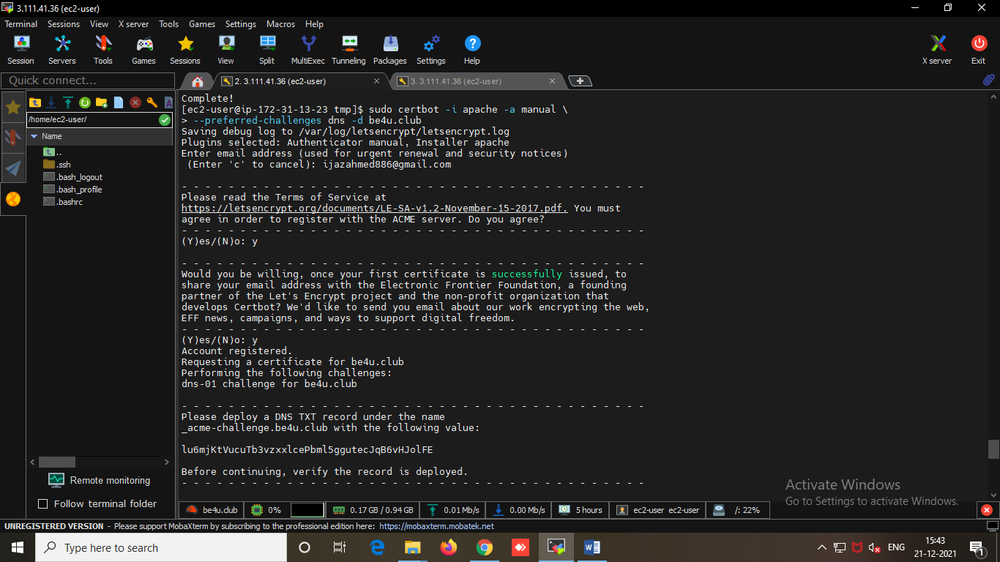 3.111.41.36 (ec2-user)
Terminal Sessions View X server Tools Games Settings Macros Help
Session Servers Tools Games Sessions View Split MultiExec Tunneling Packages Settings Help X server Exit
Quick connect...
2. 3.111.41.36 (ec2-user)
3. 3.111.41.36 (ec2-user)
/home/ec2-user/
Name
..
.ssh
.bash_logout
.bash_profile
.bashrc
Remote monitoring
Follow terminal folder
Complete!
[ec2-user@ip-172-31-13-23 tmp]$ sudo certbot -i apache -a manual \
> --preferred-challenges dns -d be4u.club
Saving debug log to /var/log/letsencrypt/letsencrypt.log
Plugins selected: Authenticator manual, Installer apache
Enter email address (used for urgent renewal and security notices)
(Enter 'c' to cancel): ijazahmed886@gmail.com
- - - - - - - - - - - - - - - - - - - - - - - - - - - - - - - - - - - - - - - -
Please read the Terms of Service at
https://letsencrypt.org/documents/LE-SA-v1.2-November-15-2017.pdf. You must
agree in order to register with the ACME server. Do you agree?
- - - - - - - - - - - - - - - - - - - - - - - - - - - - - - - - - - - - - - - -
(Y)es/(N)o: y
- - - - - - - - - - - - - - - - - - - - - - - - - - - - - - - - - - - - - - - -
Would you be willing, once your first certificate is successfully issued, to
share your email address with the Electronic Frontier Foundation, a founding
partner of the Let's Encrypt project and the non-profit organization that
develops Certbot? We'd like to send you email about our work encrypting the web,
EFF news, campaigns, and ways to support digital freedom.
- - - - - - - - - - - - - - - - - - - - - - - - - - - - - - - - - - - - - - - -
(Y)es/(N)o: y
Account registered.
Requesting a certificate for be4u.club
Performing the following challenges:
dns-01 challenge for be4u.club
- - - - - - - - - - - - - - - - - - - - - - - - - - - - - - - - - - - - - - - -
Please deploy a DNS TXT record under the name
_acme-challenge.be4u.club with the following value:
lu6mjKtVucuTb3vzxxlcePbml5ggutecJqB6vHJolFE
Before continuing, verify the record is deployed.
- - - - - - - - - - - - - - - - - - - - - - - - - - - - - - - - - - - - - - - -
Activate Windows
Go to Settings to activate Windows.
be4u.club 0% 0.17 GB / 0.94 GB 0.01 Mb/s 0.00 Mb/s 5 hours ec2-user ec2-user /: 22%
UNREGISTERED VERSION - Please support MobaXterm by subscribing to the professional edition here: https://mobaxterm.mobatek.net
Type here to search
ENG
15:43
21-12-2021
1